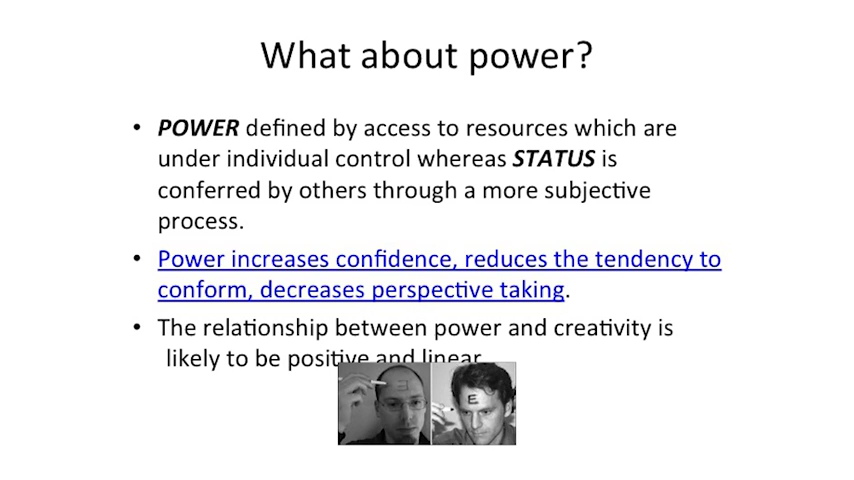 What about power?
• POWER defined by access to resources which are
under individual control whereas STATUS is
conferred by others through a more subjective
process.
• Power increases confidence, reduces the tendency to
conform, decreases perspective taking.
• The relationship between power and creativity is
likely to be positive and linear
E
E